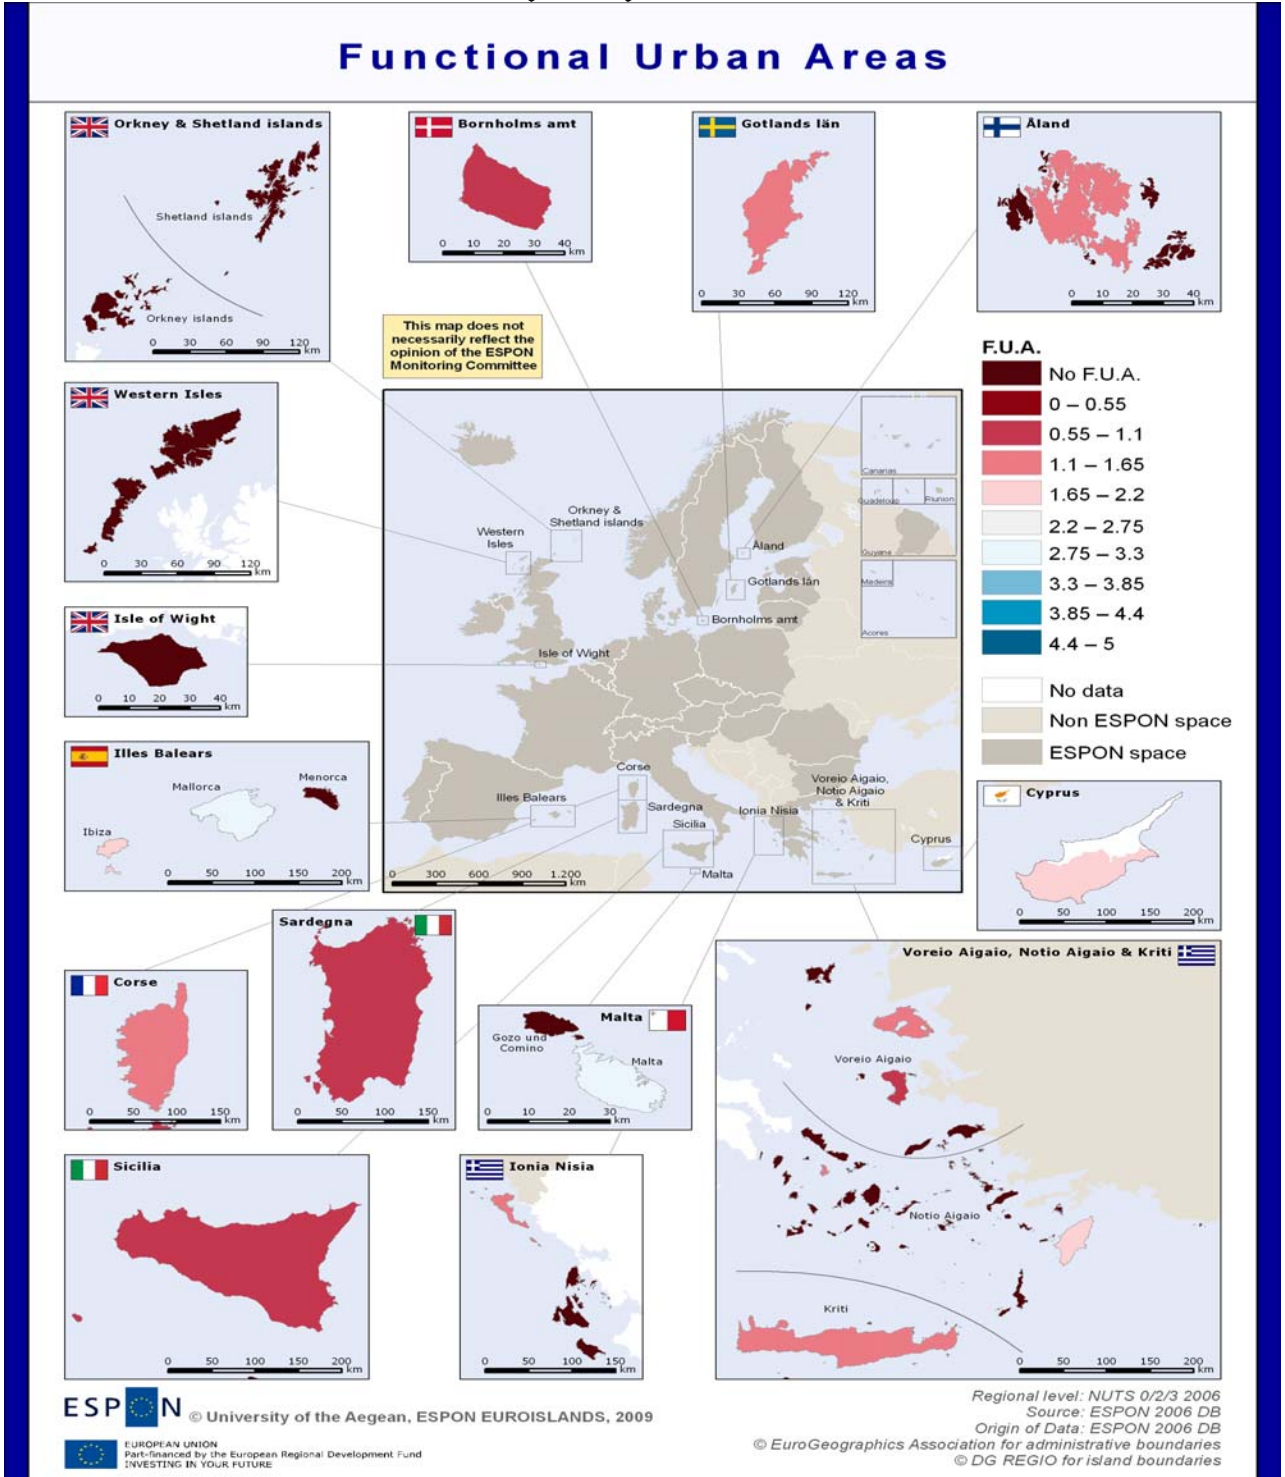 Functional Urban Areas
Orkney & Shetland islands
Shetland islands
Orkney islands
0 30 60 90 120 km
Bornholms amt
0 10 20 30 40 km
Gotlands län
0 30 60 90 120 km
Åland
0 10 20 30 40 km
This map does not
necessarily reflect the
opinion of the ESPON
Monitoring Committee
Western Isles
0 30 60 90 120 km
Isle of Wight
0 10 20 30 40 km
Illes Balears
Mallorca
Menorca
Ibiza
0 50 100 150 200 km
Orkney &
Shetland islands
Western
Isles
Åland
Gotlands län
Bornholms amt
Isle of Wight
Corse
Illes Balears
Sardegna
Sicilia
Malta
Ionia Nisia
Voreio Aigaio,
Notio Aigaio
& Kriti
Cyprus
0 300 600 900 1.200 km
Canarias
Guadeloup
Riunion
Guyane
Madeira
Acores
F.U.A.
No F.U.A.
0 – 0.55
0.55 – 1.1
1.1 – 1.65
1.65 – 2.2
2.2 – 2.75
2.75 – 3.3
3.3 – 3.85
3.85 – 4.4
4.4 – 5
No data
Non ESPON space
ESPON space
Cyprus
0 50 100 150 200 km
Corse
0 50 100 150 km
Sardegna
0 50 100 150 km
Malta
Gozo und
Comino
Malta
0 10 20 30 km
Voreio Aigaio, Notio Aigaio & Kriti
Voreio Aigaio
Notio Aigaio
Kriti
0 50 100 150 200 km
Sicilia
0 50 100 150 200 km
Ionia Nisia
0 50 100 150 km
ESPON © University of the Aegean, ESPON EUROISLANDS, 2009
EUROPEAN UNION
Part-financed by the European Regional Development Fund
INVESTING IN YOUR FUTURE
Regional level: NUTS 0/2/3 2006
Source: ESPON 2006 DB
Origin of Data: ESPON 2006 DB
© EuroGeographics Association for administrative boundaries
© DG REGIO for island boundaries